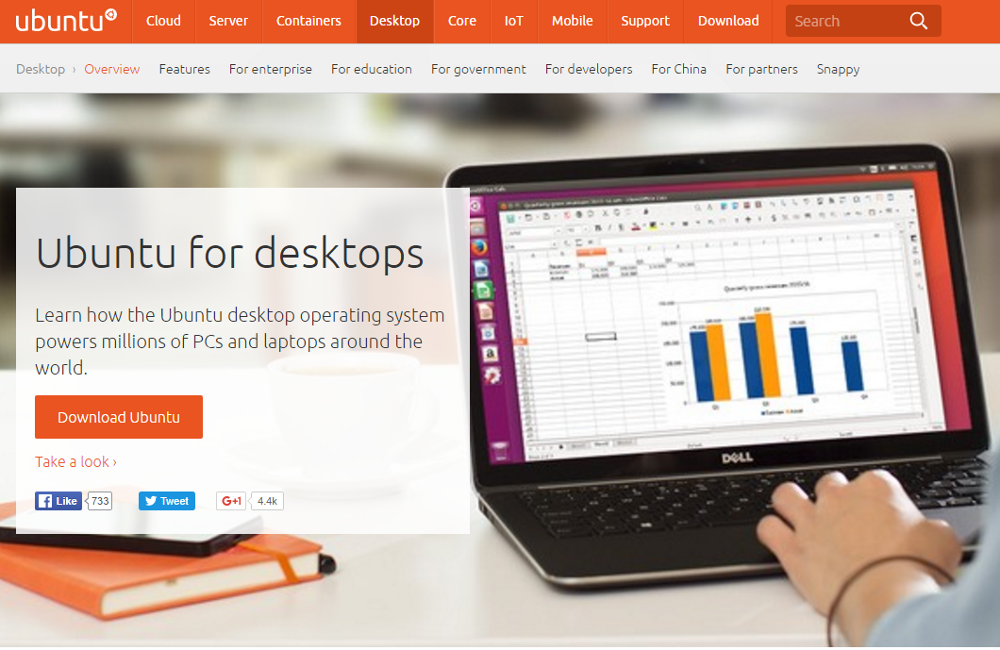 ubuntu
Cloud Server Containers Desktop Core IoT Mobile Support Download Search
Desktop › Overview Features For enterprise For education For government For developers For China For partners Snappy
Ubuntu for desktops
Learn how the Ubuntu desktop operating system
powers millions of PCs and laptops around the
world.
Download Ubuntu
Take a look ›
Like 733 Tweet G+1 4.4k
Quarterly gross revenues
DELL